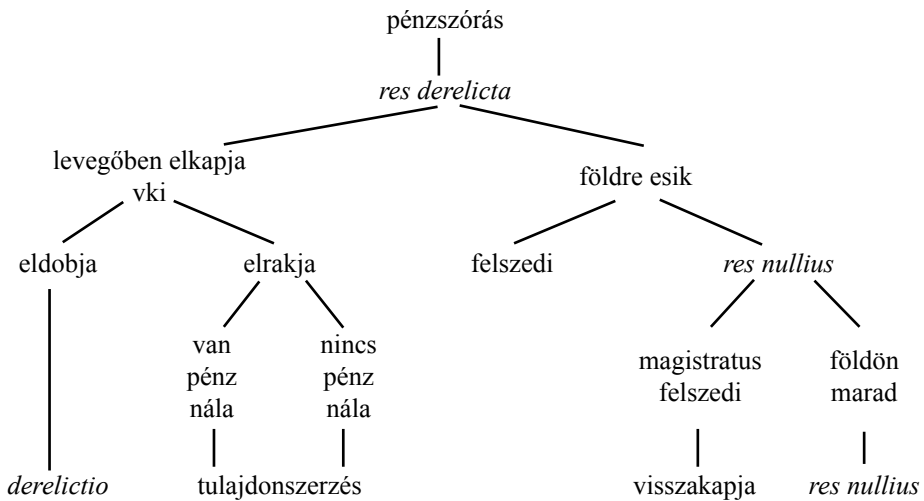 pénzszórás
res derelicta
levegőben elkapja
vki
földre esik
eldobja
elrakja
felszedi
res nullius
van
pénz
nála
nincs
pénz
nála
magistratus
felszedi
földön
marad
derelictio
tulajdonszerzés
visszakapja
res nullius